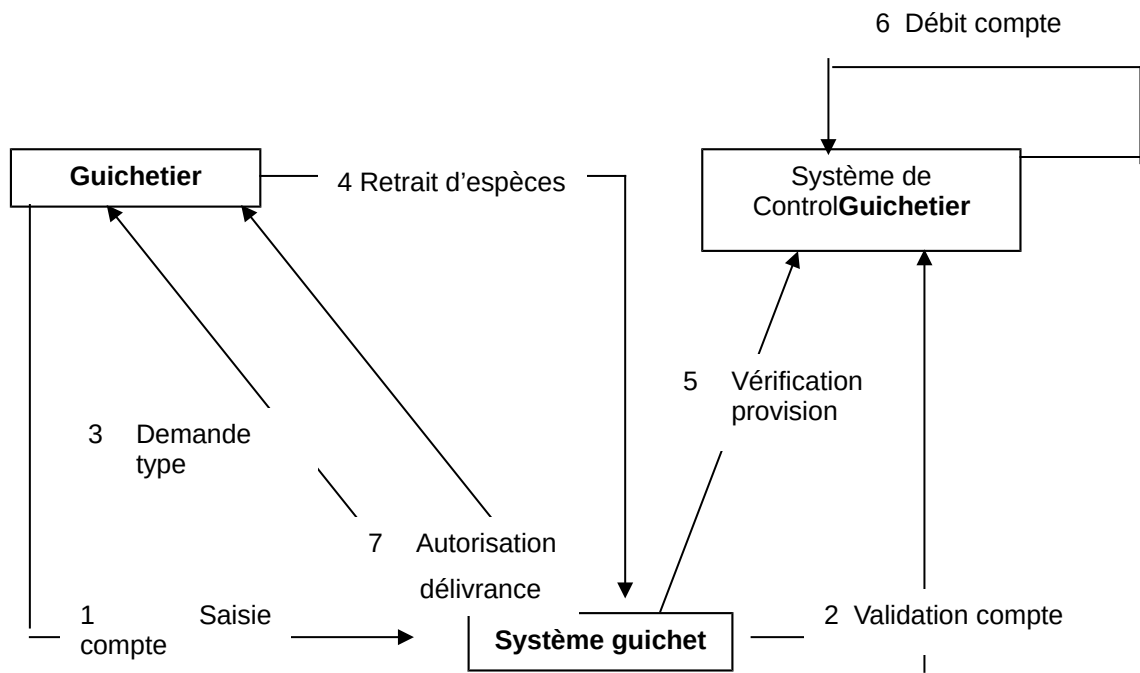 6 Débit compte
Guichetier
4 Retrait d’espèces
Système de
ControlGuichetier
5 Vérification
provision
3 Demande
type
7 Autorisation
délivrance
1 Saisie
compte
Système guichet
2 Validation compte